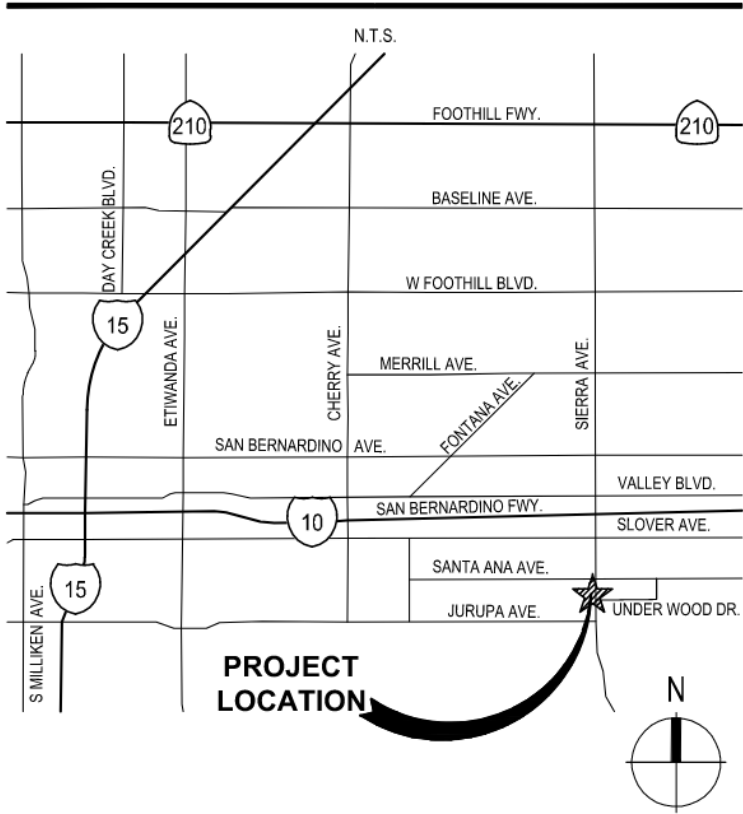 N.T.S.
FOOTHILL FWY.
210
210
DAY CREEK BLVD.
BASELINE AVE.
W FOOTHILL BLVD.
15
ETIWANDA AVE.
CHERRY AVE.
MERRILL AVE.
FONTANA AVE.
SIERRA AVE.
SAN BERNARDINO AVE.
VALLEY BLVD.
SAN BERNARDINO FWY.
10
SLOVER AVE.
SANTA ANA AVE.
15
S MILLIKEN AVE.
JURUPA AVE.
UNDER WOOD DR.
PROJECT
LOCATION
N